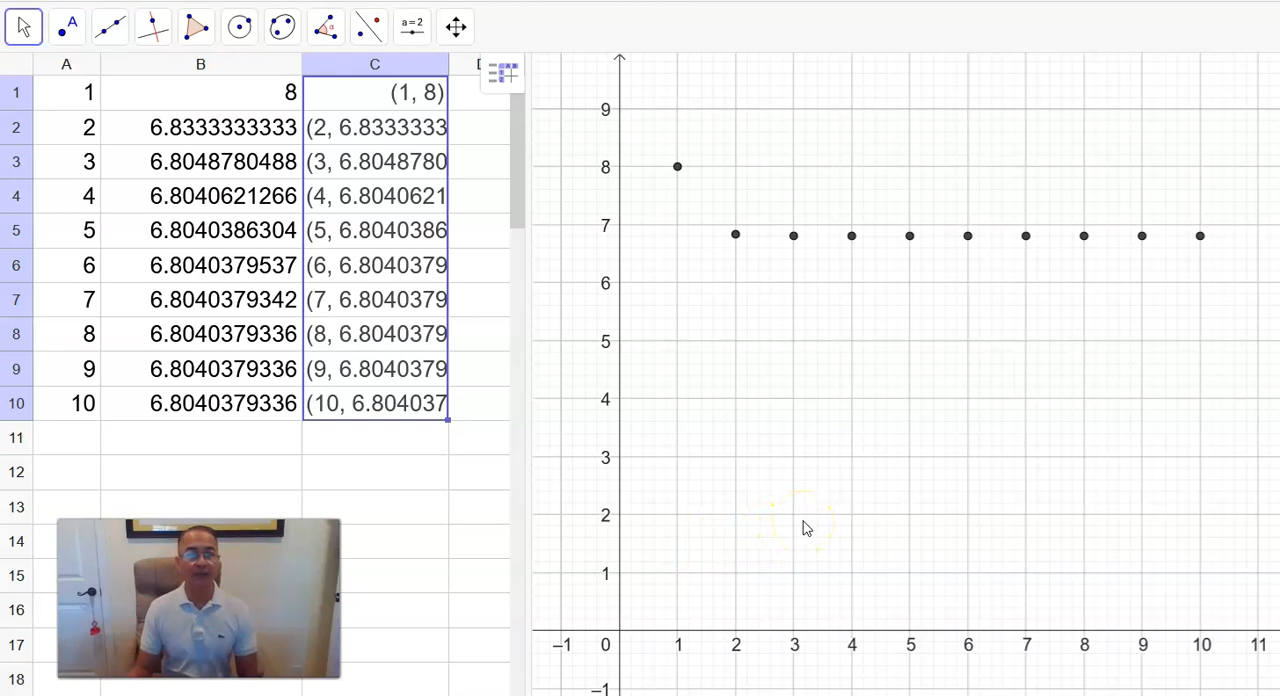 A
α
a=2
A B C
1 1 8 (1, 8)
2 2 6.8333333333 (2, 6.8333333
3 3 6.8048780488 (3, 6.8048780
4 4 6.8040621266 (4, 6.8040621
5 5 6.8040386304 (5, 6.8040386
6 6 6.8040379537 (6, 6.8040379
7 7 6.8040379342 (7, 6.8040379
8 8 6.8040379336 (8, 6.8040379
9 9 6.8040379336 (9, 6.8040379
10 10 6.8040379336 (10, 6.804037
11
12
13
14
15
16
17
18
9
8
7
6
5
4
3
2
1
–1 0 1 2 3 4 5 6 7 8 9 10 11
–1